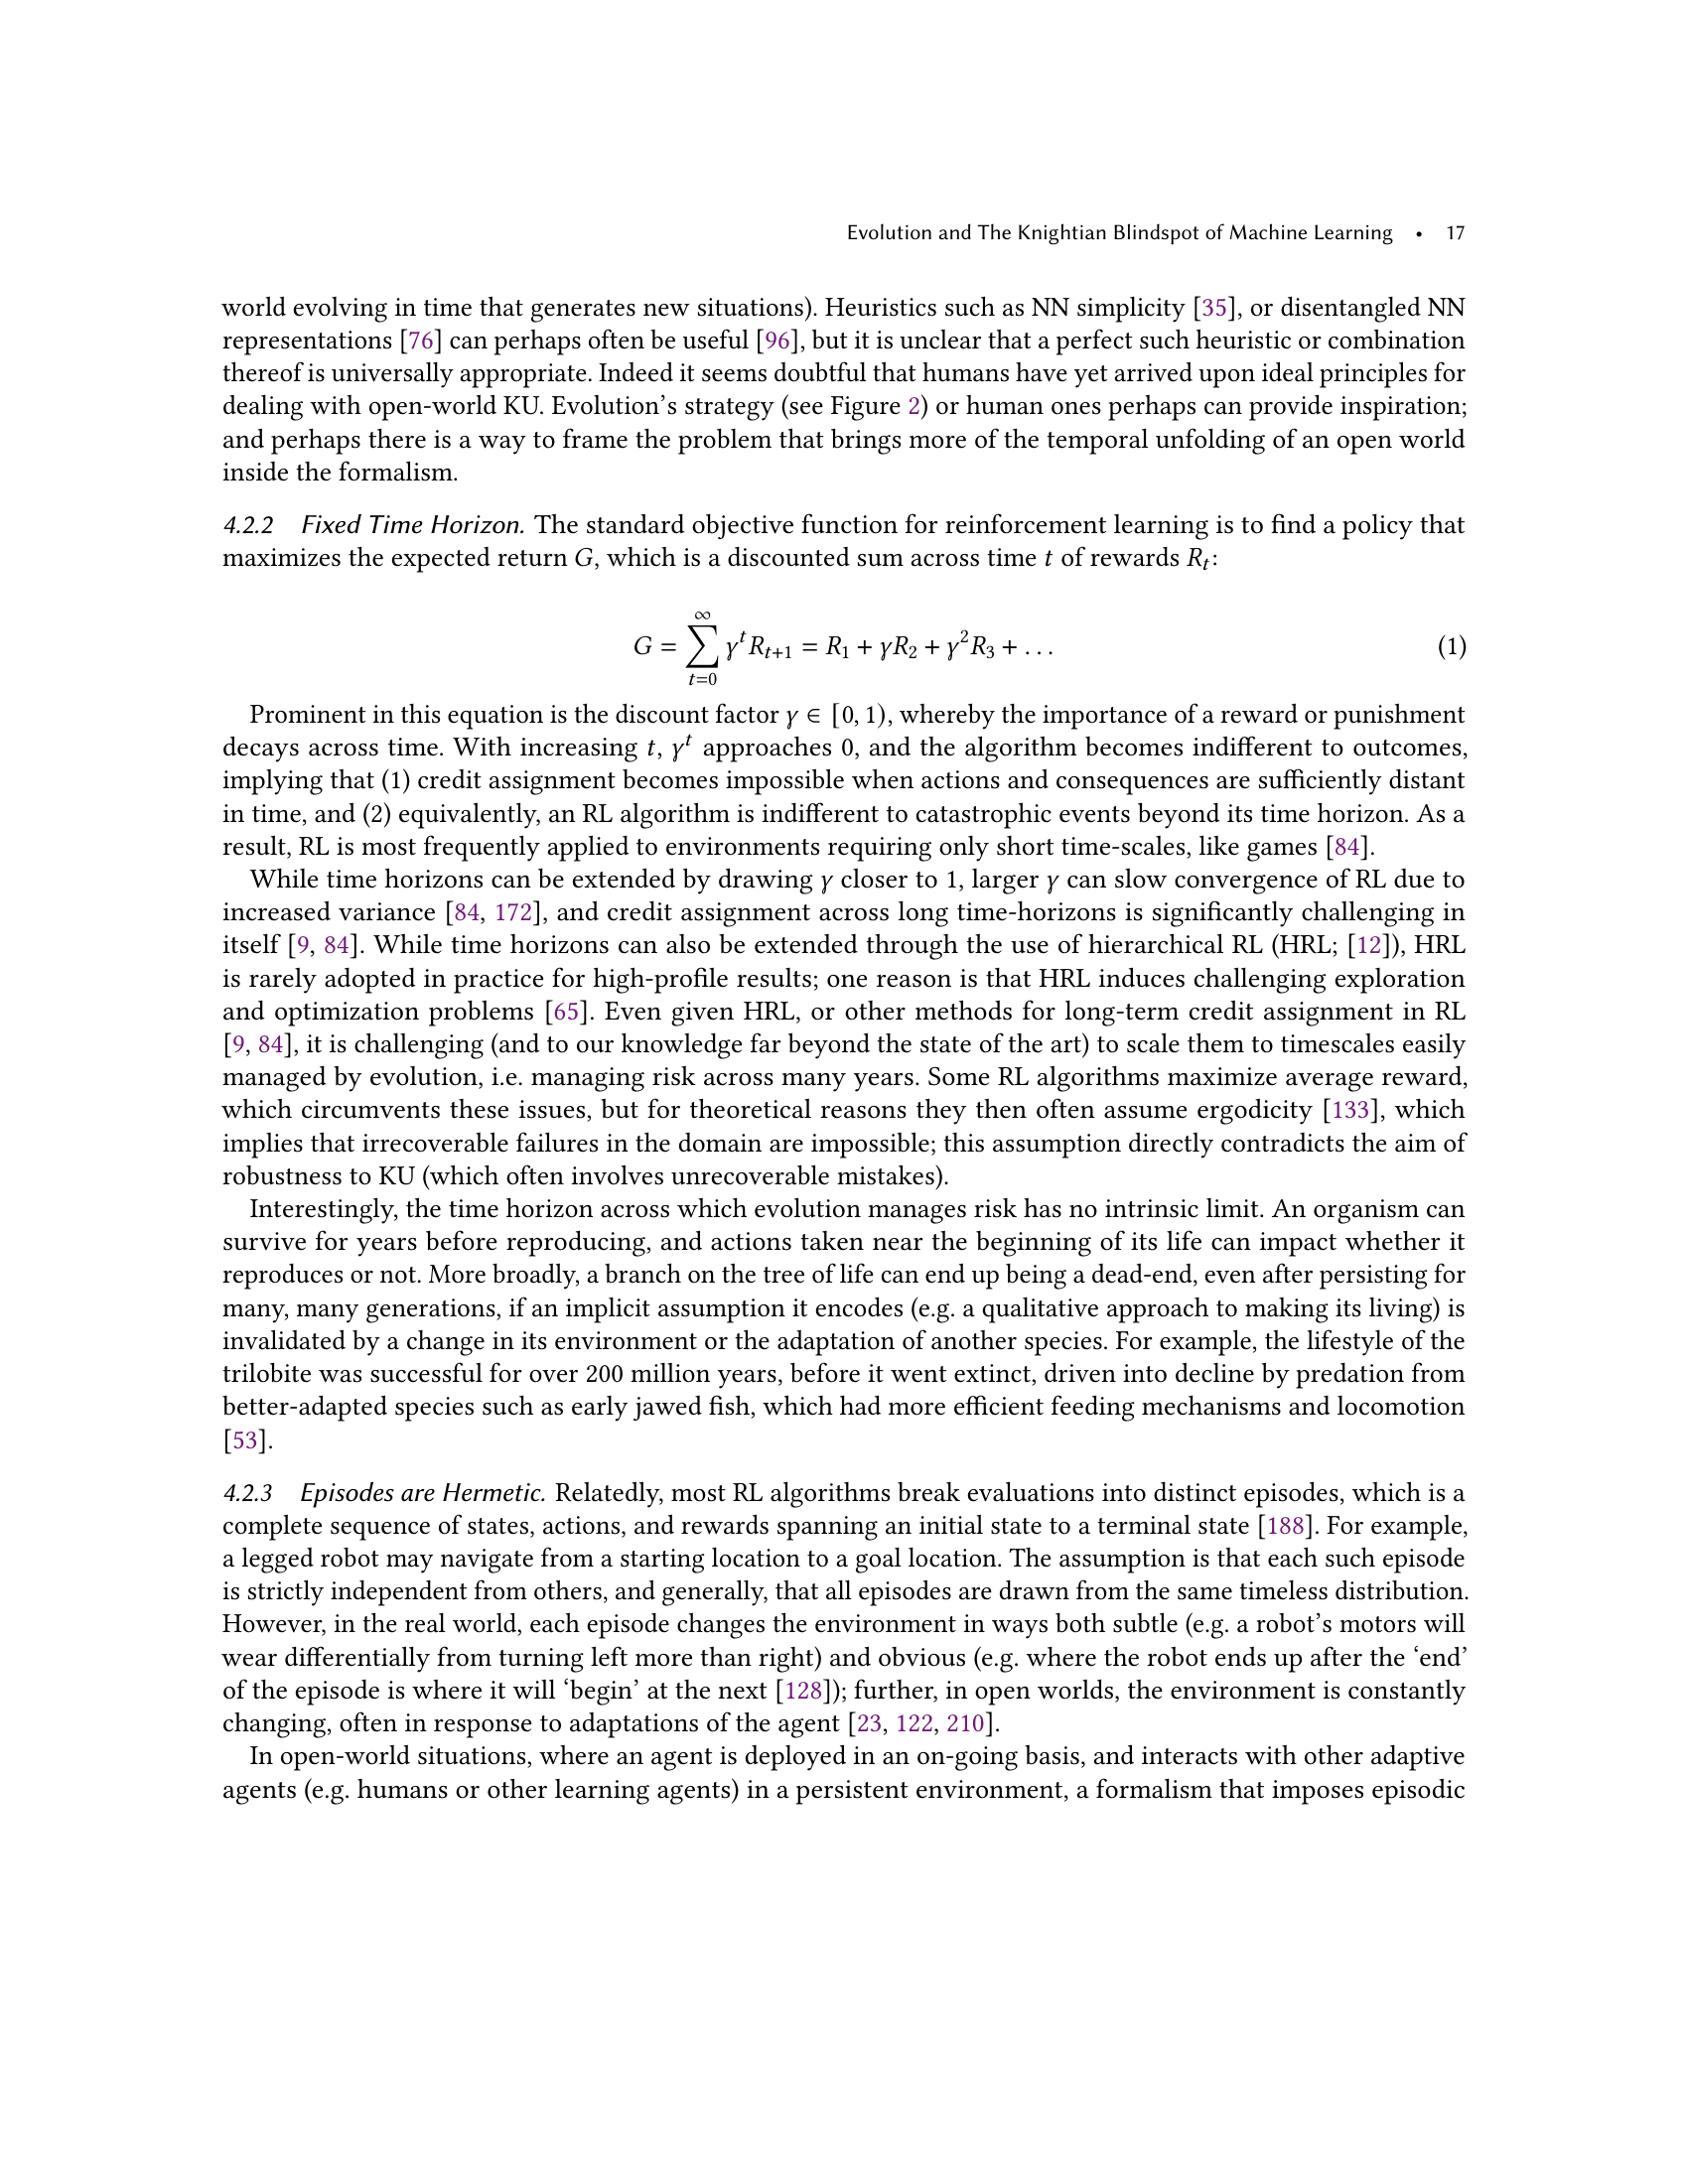 Evolution and The Knightian Blindspot of Machine Learning • 17
world evolving in time that generates new situations). Heuristics such as NN simplicity [35], or disentangled NN
representations [76] can perhaps often be useful [96], but it is unclear that a perfect such heuristic or combination
thereof is universally appropriate. Indeed it seems doubtful that humans have yet arrived upon ideal principles for
dealing with open-world KU. Evolution’s strategy (see Figure 2) or human ones perhaps can provide inspiration;
and perhaps there is a way to frame the problem that brings more of the temporal unfolding of an open world
inside the formalism.
4.2.2 Fixed Time Horizon. The standard objective function for reinforcement learning is to find a policy that
maximizes the expected return G, which is a discounted sum across time t of rewards R_t:
G = ∑_{t=0}^{∞} γ^t R_{t+1} = R_1 + γR_2 + γ^2 R_3 + . . . (1)
Prominent in this equation is the discount factor γ ∈ [0, 1), whereby the importance of a reward or punishment
decays across time. With increasing t, γ^t approaches 0, and the algorithm becomes indifferent to outcomes,
implying that (1) credit assignment becomes impossible when actions and consequences are sufficiently distant
in time, and (2) equivalently, an RL algorithm is indifferent to catastrophic events beyond its time horizon. As a
result, RL is most frequently applied to environments requiring only short time-scales, like games [84].
While time horizons can be extended by drawing γ closer to 1, larger γ can slow convergence of RL due to
increased variance [84, 172], and credit assignment across long time-horizons is significantly challenging in
itself [9, 84]. While time horizons can also be extended through the use of hierarchical RL (HRL; [12]), HRL
is rarely adopted in practice for high-profile results; one reason is that HRL induces challenging exploration
and optimization problems [65]. Even given HRL, or other methods for long-term credit assignment in RL
[9, 84], it is challenging (and to our knowledge far beyond the state of the art) to scale them to timescales easily
managed by evolution, i.e. managing risk across many years. Some RL algorithms maximize average reward,
which circumvents these issues, but for theoretical reasons they then often assume ergodicity [133], which
implies that irrecoverable failures in the domain are impossible; this assumption directly contradicts the aim of
robustness to KU (which often involves unrecoverable mistakes).
Interestingly, the time horizon across which evolution manages risk has no intrinsic limit. An organism can
survive for years before reproducing, and actions taken near the beginning of its life can impact whether it
reproduces or not. More broadly, a branch on the tree of life can end up being a dead-end, even after persisting for
many, many generations, if an implicit assumption it encodes (e.g. a qualitative approach to making its living) is
invalidated by a change in its environment or the adaptation of another species. For example, the lifestyle of the
trilobite was successful for over 200 million years, before it went extinct, driven into decline by predation from
better-adapted species such as early jawed fish, which had more efficient feeding mechanisms and locomotion
[53].
4.2.3 Episodes are Hermetic. Relatedly, most RL algorithms break evaluations into distinct episodes, which is a
complete sequence of states, actions, and rewards spanning an initial state to a terminal state [188]. For example,
a legged robot may navigate from a starting location to a goal location. The assumption is that each such episode
is strictly independent from others, and generally, that all episodes are drawn from the same timeless distribution.
However, in the real world, each episode changes the environment in ways both subtle (e.g. a robot’s motors will
wear differentially from turning left more than right) and obvious (e.g. where the robot ends up after the ‘end’
of the episode is where it will ‘begin’ at the next [128]); further, in open worlds, the environment is constantly
changing, often in response to adaptations of the agent [23, 122, 210].
In open-world situations, where an agent is deployed in an on-going basis, and interacts with other adaptive
agents (e.g. humans or other learning agents) in a persistent environment, a formalism that imposes episodic